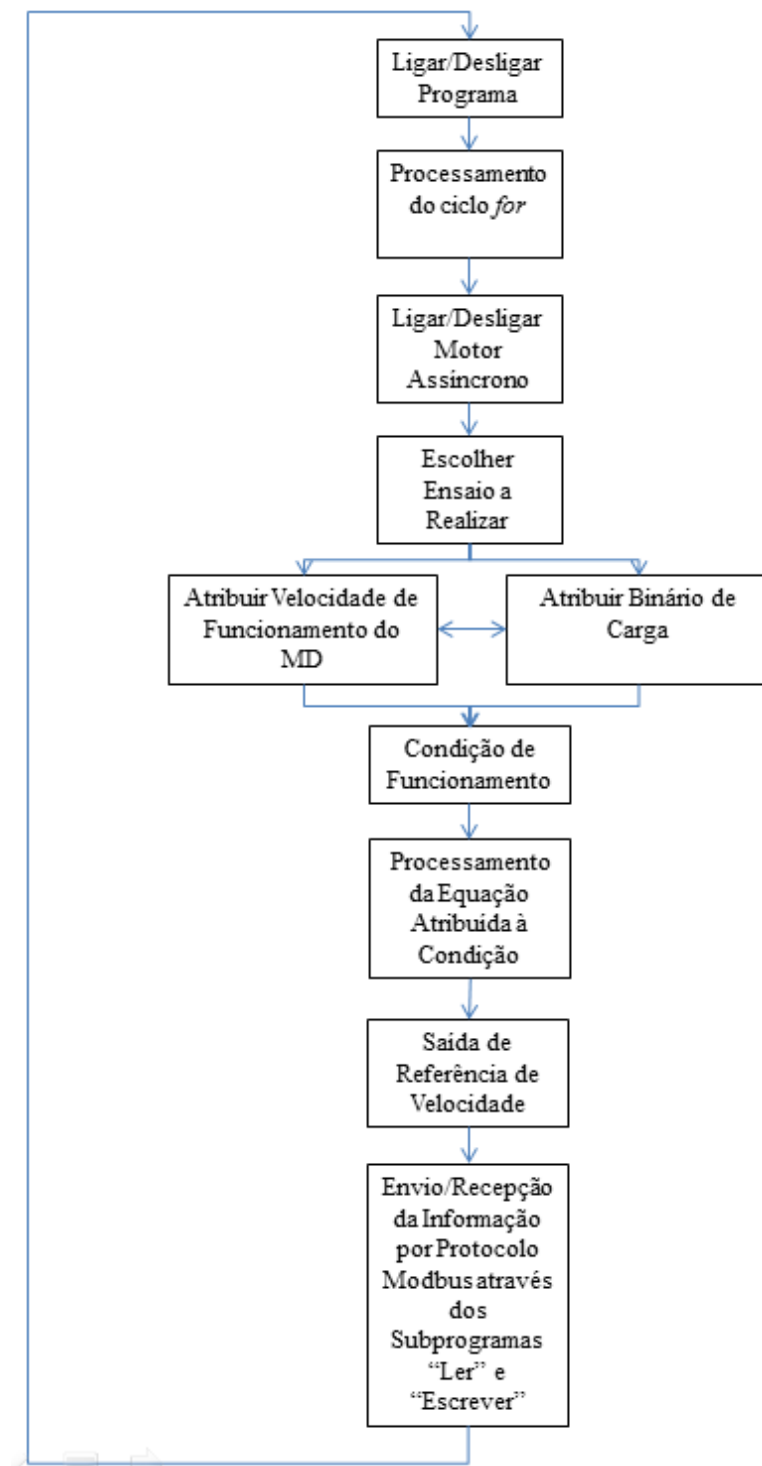 Ligar/Desligar
Programa
Processamento
do ciclo for
Ligar/Desligar
Motor
Assíncrono
Escolher
Ensaio a
Realizar
Atribuir Velocidade de
Funcionamento do
MD
Atribuir Binário de
Carga
Condição de
Funcionamento
Processamento
da Equação
Atribuída à
Condição
Saída de
Referência de
Velocidade
Envio/Recepção
da Informação
por Protocolo
Modbus através
dos
Subprogramas
“Ler” e
“Escrever”